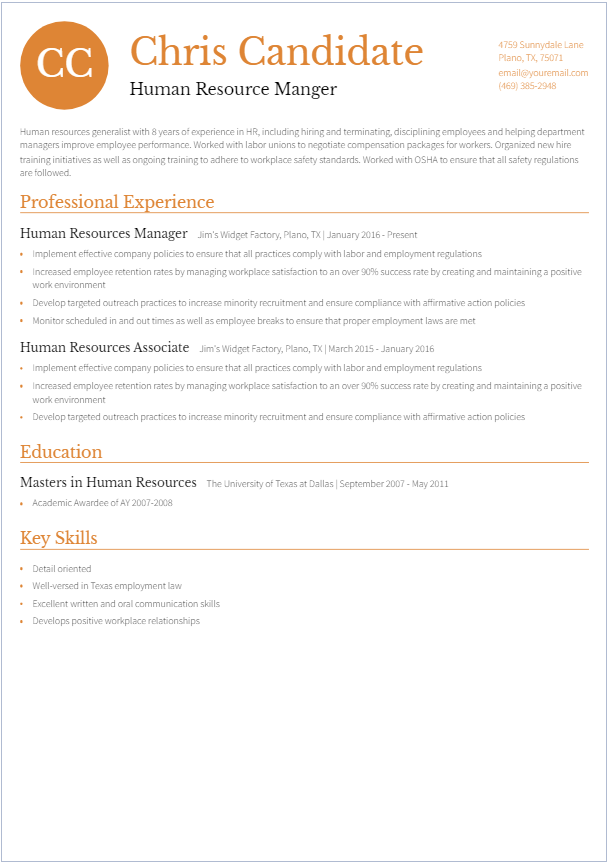 CC
Chris Candidate
Human Resource Manger
4759 Sunnydale Lane
Plano, TX, 75071
email@youremail.com
(469) 385-2948
Human resources generalist with 8 years of experience in HR, including hiring and terminating, disciplining employees and helping department
managers improve employee performance. Worked with labor unions to negotiate compensation packages for workers. Organized new hire
training initiatives as well as ongoing training to adhere to workplace safety standards. Worked with OSHA to ensure that all safety regulations
are followed.
Professional Experience
Human Resources Manager Jim's Widget Factory, Plano, TX | January 2016 - Present
• Implement effective company policies to ensure that all practices comply with labor and employment regulations
• Increased employee retention rates by managing workplace satisfaction to an over 90% success rate by creating and maintaining a positive
work environment
• Develop targeted outreach practices to increase minority recruitment and ensure compliance with affirmative action policies
• Monitor scheduled in and out times as well as employee breaks to ensure that proper employment laws are met
Human Resources Associate Jim's Widget Factory, Plano, TX | March 2015 - January 2016
• Implement effective company policies to ensure that all practices comply with labor and employment regulations
• Increased employee retention rates by managing workplace satisfaction to an over 90% success rate by creating and maintaining a positive
work environment
• Develop targeted outreach practices to increase minority recruitment and ensure compliance with affirmative action policies
Education
Masters in Human Resources The University of Texas at Dallas | September 2007 - May 2011
• Academic Awardee of AY 2007-2008
Key Skills
• Detail oriented
• Well-versed in Texas employment law
• Excellent written and oral communication skills
• Develops positive workplace relationships